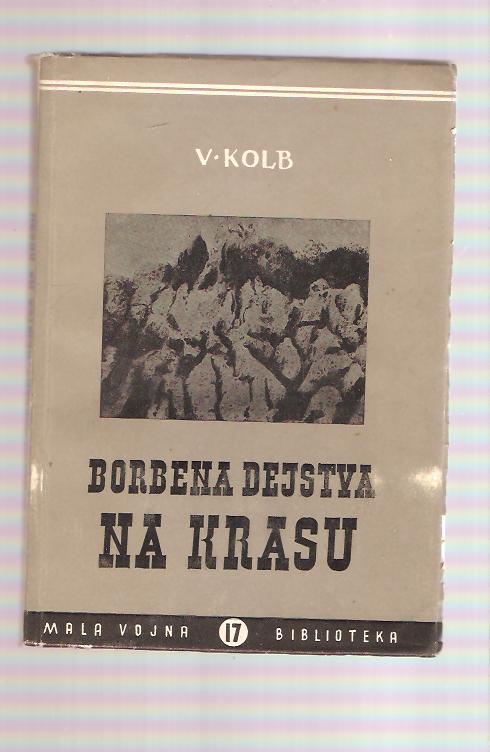 V·KOLB
BORBENA DEJSTVA
NA KRASU
MALA VOJNA 17 BIBLIOTEKA